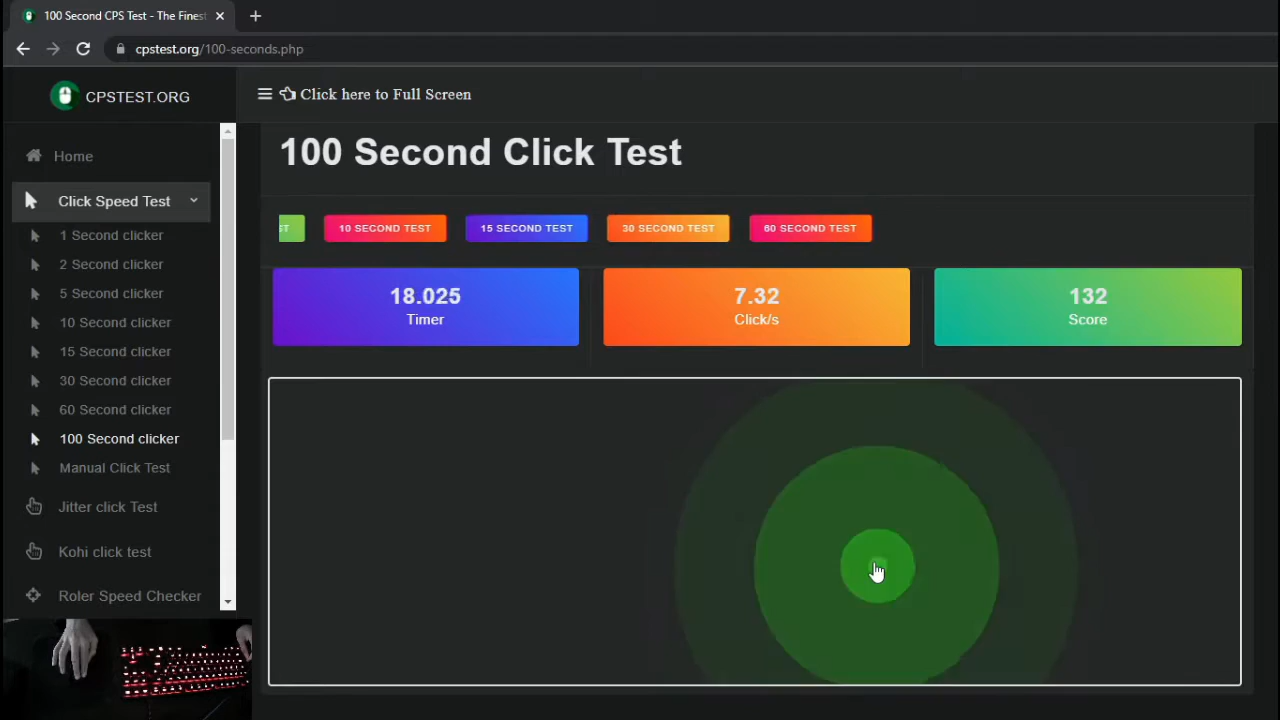 100 Second CPS Test - The Finest
cpstest.org/100-seconds.php
CPSTEST.ORG
Click here to Full Screen
Home
Click Speed Test
1 Second clicker
2 Second clicker
5 Second clicker
10 Second clicker
15 Second clicker
30 Second clicker
60 Second clicker
100 Second clicker
Manual Click Test
Jitter click Test
Kohi click test
Roler Speed Checker
100 Second Click Test
ST
10 SECOND TEST
15 SECOND TEST
30 SECOND TEST
60 SECOND TEST
18.025
Timer
7.32
Click/s
132
Score